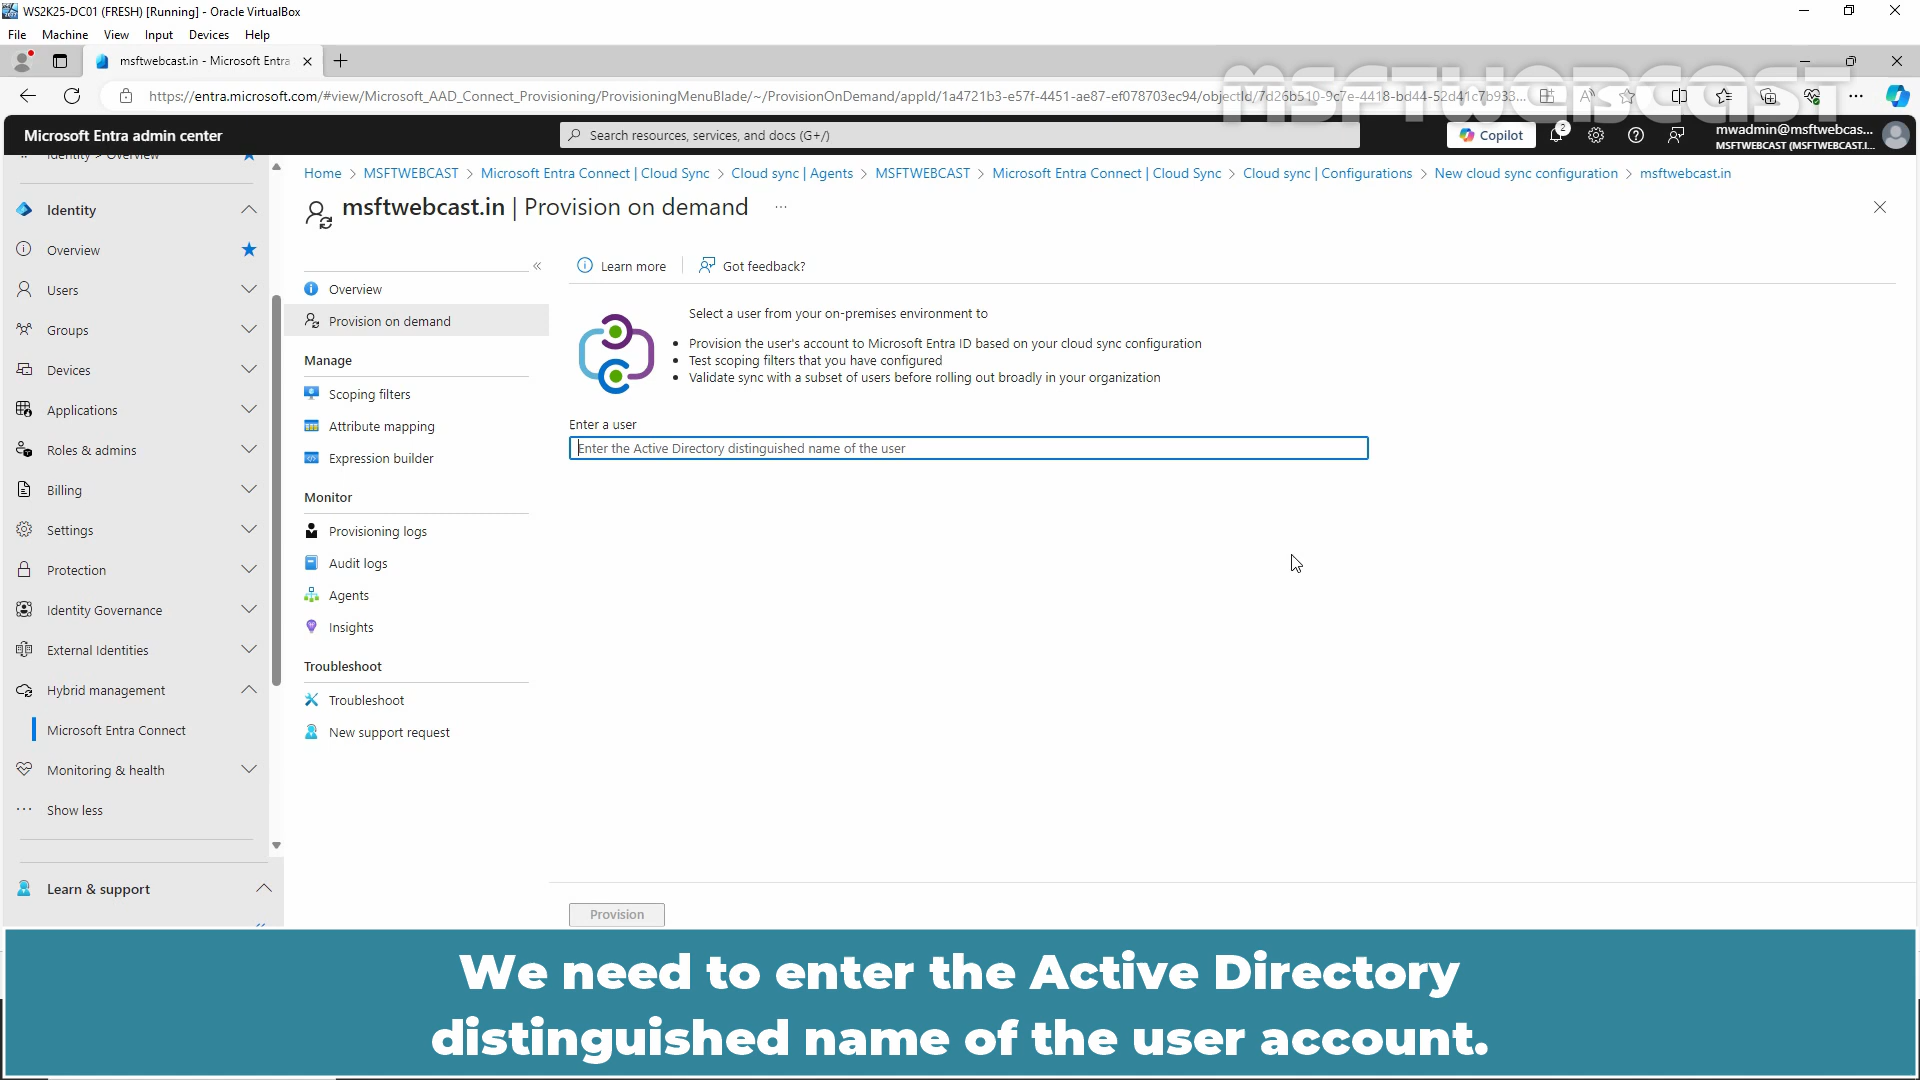 WS2K25-DC01 (FRESH) [Running] - Oracle VirtualBox
File Machine View Input Devices Help
msftwebcast.in - Microsoft Entra
https://entra.microsoft.com/#view/Microsoft_AAD_Connect_Provisioning/ProvisioningMenuBlade/~/ProvisionOnDemand/appId/1a4721b3-e57f-4451-ae87-ef078703ec94/objectId/7d26b510-9c7e-4418-bd44-52d41c7b933...
MSFTWEBCAST
Microsoft Entra admin center
Search resources, services, and docs (G+/)
Copilot
2
mwadmin@msftwebcas...
MSFTWEBCAST (MSFTWEBCAST.I...
Identity > Overview
Home > MSFTWEBCAST > Microsoft Entra Connect | Cloud Sync > Cloud sync | Agents > MSFTWEBCAST > Microsoft Entra Connect | Cloud Sync > Cloud sync | Configurations > New cloud sync configuration > msftwebcast.in
msftwebcast.in | Provision on demand ...
Identity
Overview
Users
Groups
Devices
Applications
Roles & admins
Billing
Settings
Protection
Identity Governance
External Identities
Hybrid management
Microsoft Entra Connect
Monitoring & health
Show less
Learn & support
Overview
Provision on demand
Manage
Scoping filters
Attribute mapping
Expression builder
Monitor
Provisioning logs
Audit logs
Agents
Insights
Troubleshoot
Troubleshoot
New support request
Learn more
Got feedback?
Select a user from your on-premises environment to
• Provision the user's account to Microsoft Entra ID based on your cloud sync configuration
• Test scoping filters that you have configured
• Validate sync with a subset of users before rolling out broadly in your organization
Enter a user
Enter the Active Directory distinguished name of the user
Provision
We need to enter the Active Directory
distinguished name of the user account.